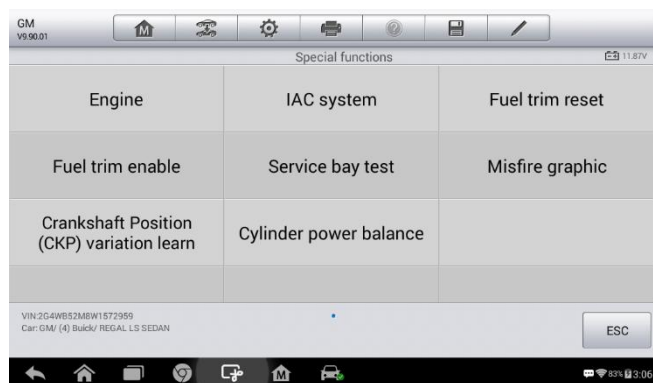 GM
V9.90.01
M
Special functions
11.87V
Engine
IAC system
Fuel trim reset
Fuel trim enable
Service bay test
Misfire graphic
Crankshaft Position
(CKP) variation learn
Cylinder power balance
VIN:2G4WB52M8W1572959
Car: GM/ (4) Buick/ REGAL LS SEDAN
ESC
M
83% 3:06